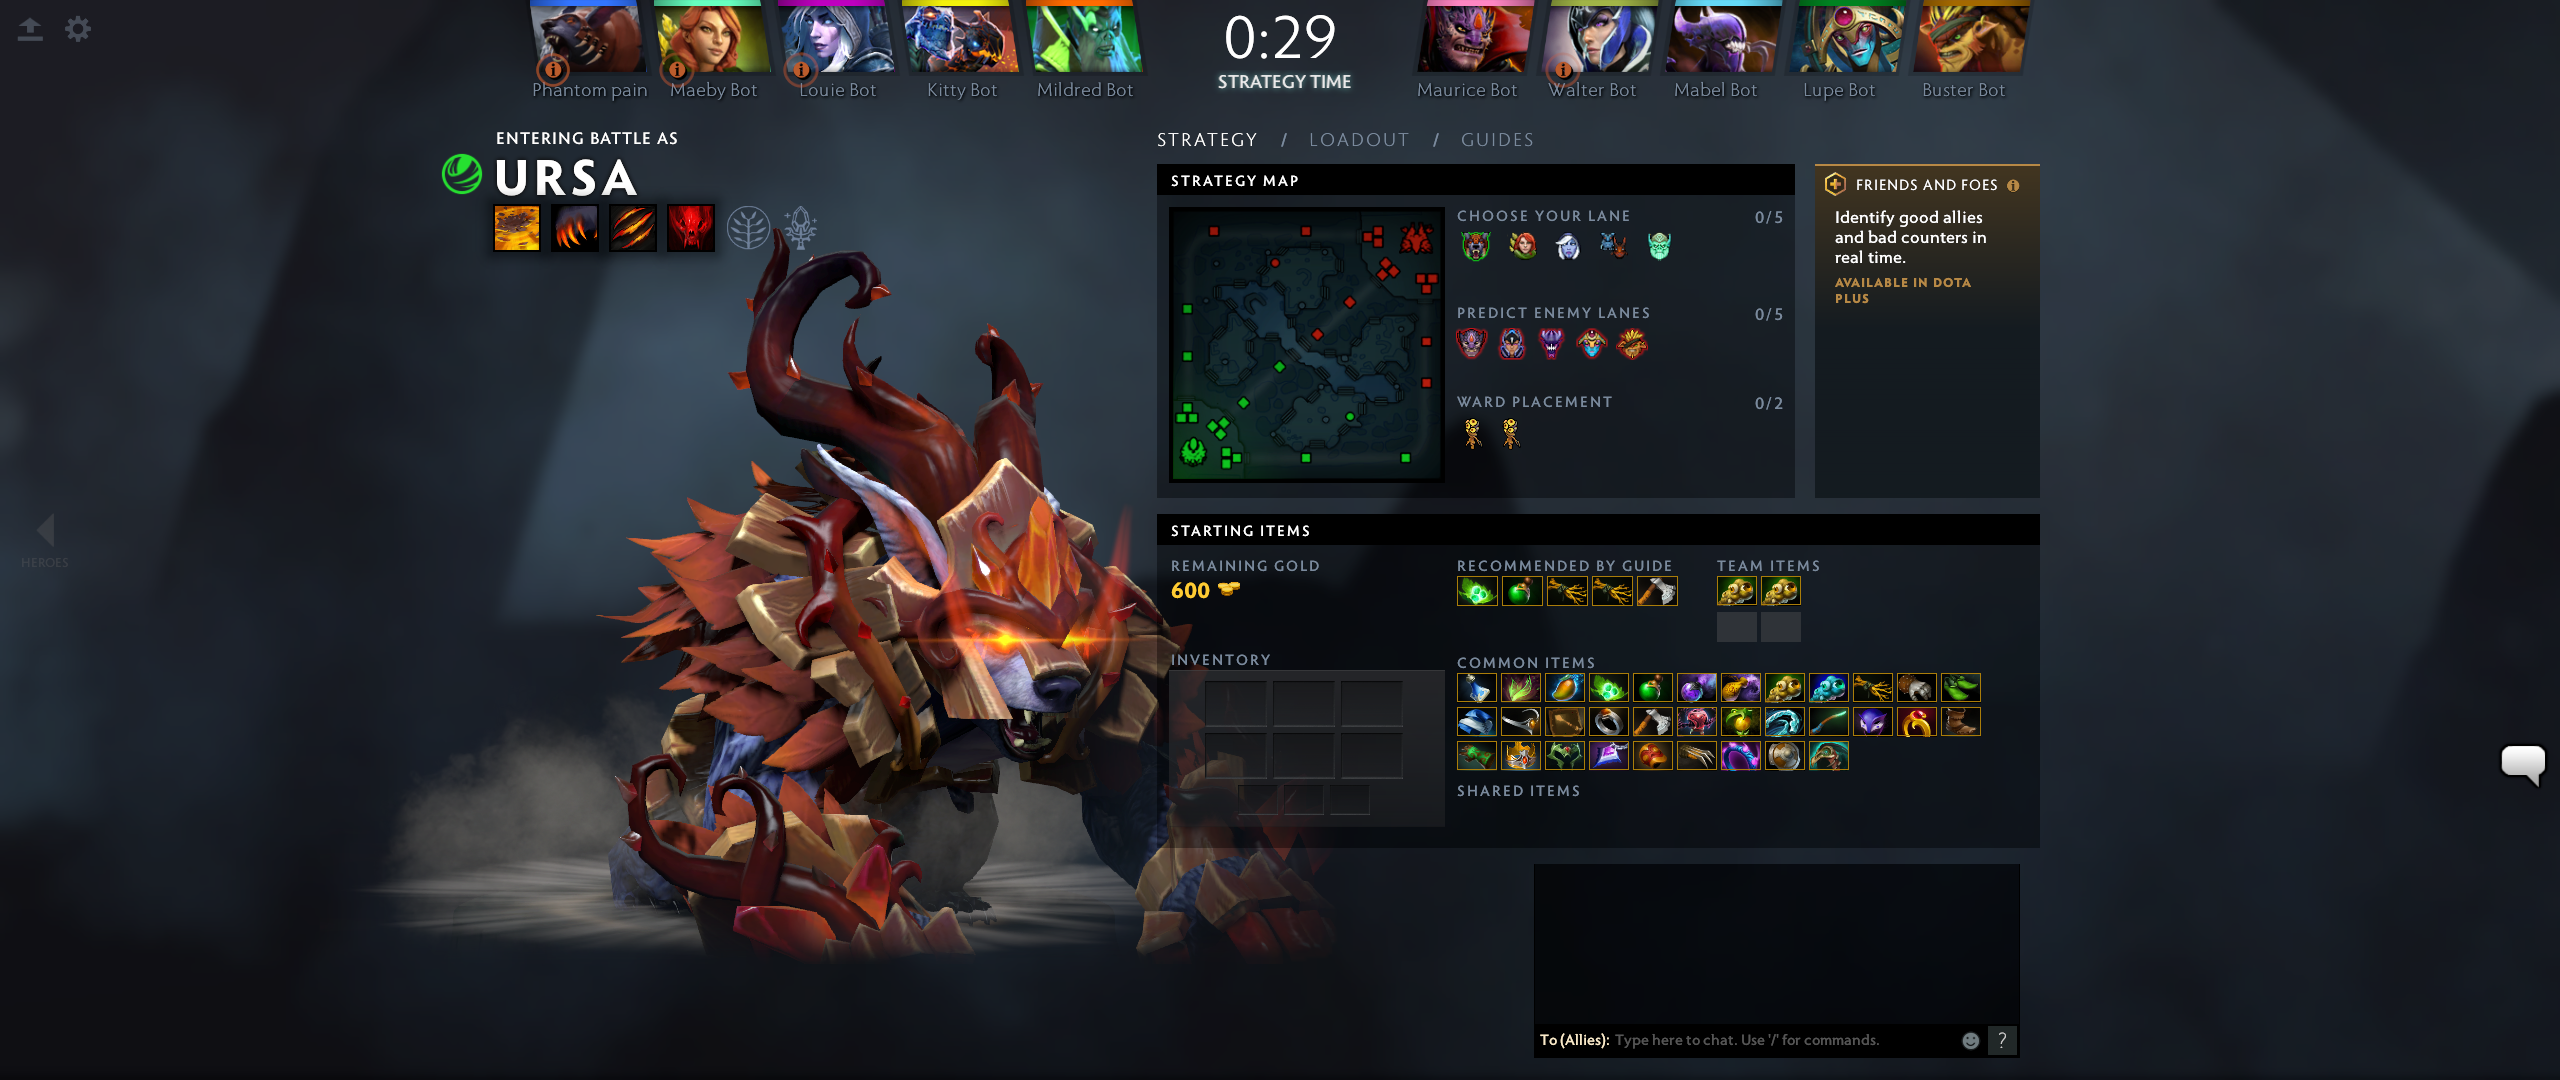 0:29
STRATEGY TIME
Phantom pain
Maeby Bot
Louie Bot
Kitty Bot
Mildred Bot
Maurice Bot
Walter Bot
Mabel Bot
Lupe Bot
Buster Bot
ENTERING BATTLE AS
URSA
STRATEGY / LOADOUT / GUIDES
STRATEGY MAP
CHOOSE YOUR LANE 0/5
PREDICT ENEMY LANES 0/5
WARD PLACEMENT 0/2
FRIENDS AND FOES
Identify good allies
and bad counters in
real time.
AVAILABLE IN DOTA
PLUS
HEROES
STARTING ITEMS
REMAINING GOLD
600
RECOMMENDED BY GUIDE
TEAM ITEMS
INVENTORY
COMMON ITEMS
SHARED ITEMS
To (Allies): Type here to chat. Use '/' for commands.
?